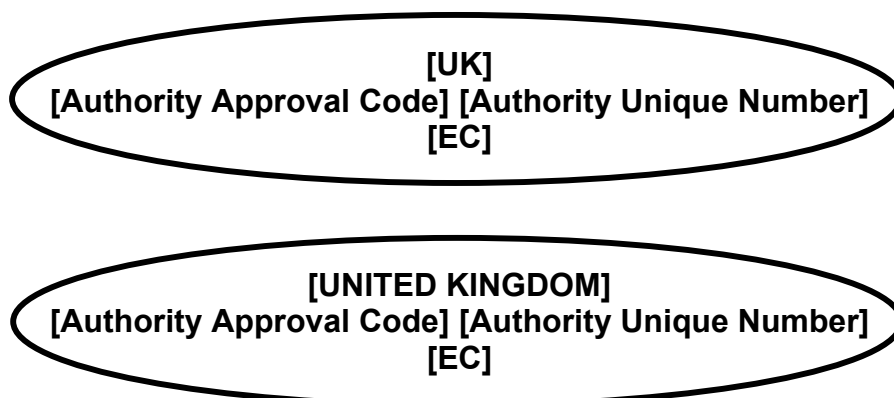 [UK]
[Authority Approval Code] [Authority Unique Number]
[EC]
[UNITED KINGDOM]
[Authority Approval Code] [Authority Unique Number]
[EC]